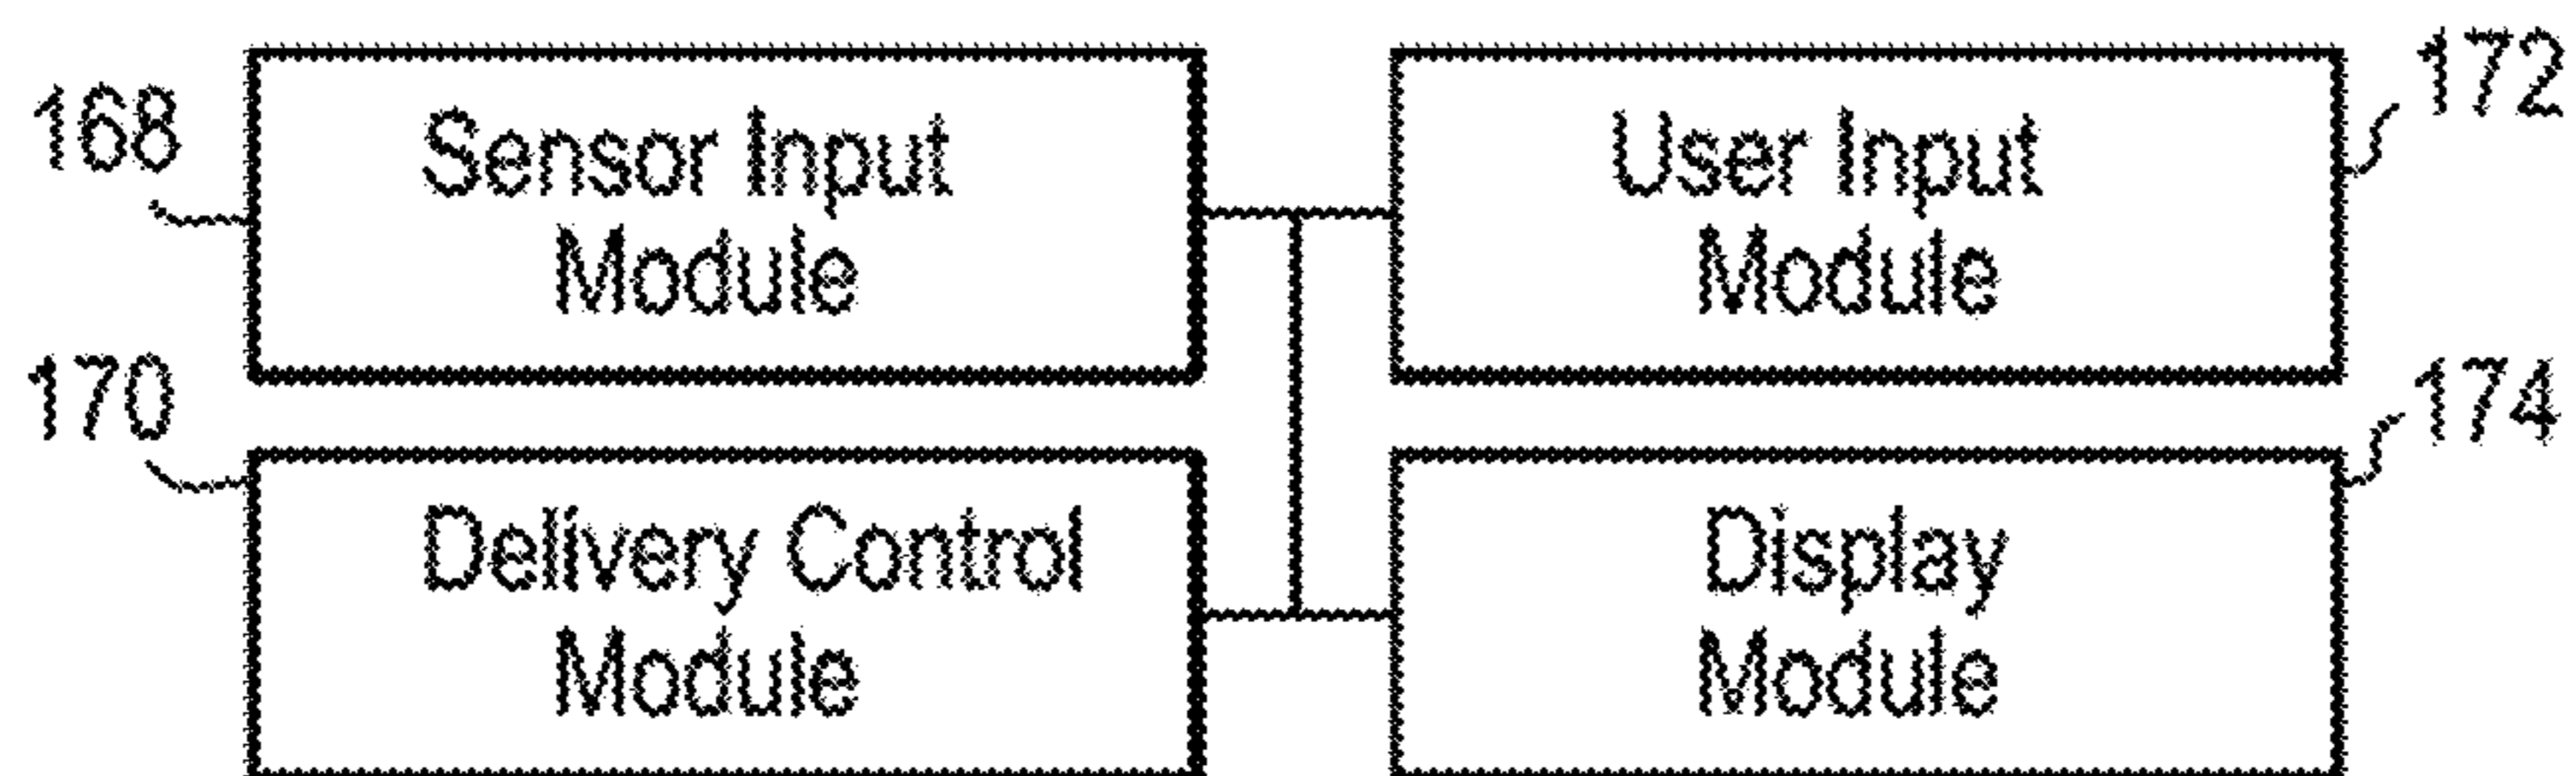 168
Sensor Input
Module
User Input
Module
172
170
Delivery Control
Module
Display
Module
174